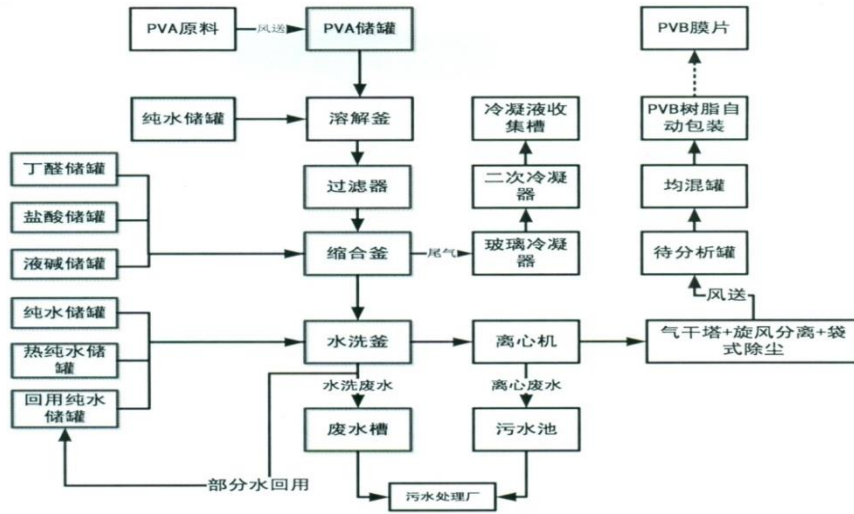 PVA原料
风送
PVA储罐
PVB膜片
纯水储罐
溶解釜
冷凝液收
集槽
PVB树脂自
动包装
丁醛储罐
过滤器
二次冷凝
器
均混罐
盐酸储罐
液碱储罐
缩合釜
尾气
玻璃冷凝
器
待分析罐
风送
纯水储罐
热纯水储
罐
回用纯水
储罐
水洗釜
离心机
气干塔+旋风分离+袋
式除尘
水洗废水
离心废水
废水槽
污水池
部分水回用
污水处理厂